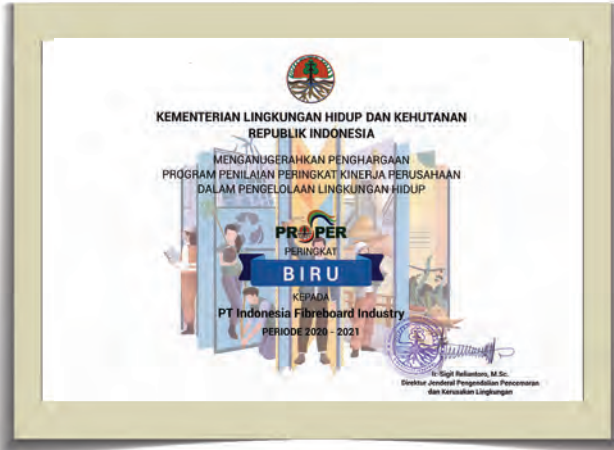 KEMENTERIAN LINGKUNGAN HIDUP DAN KEHUTANAN
REPUBLIK INDONESIA
MENGANUGERAHKAN PENGHARGAAN
PROGRAM PENILAIAN PERINGKAT KINERJA PERUSAHAAN
DALAM PENGELOLAAN LINGKUNGAN HIDUP
PROPER
PERINGKAT
BIRU
KEPADA
PT Indonesia Fibreboard Industry
PERIODE 2020 - 2021
Ir. Sigit Reliantoro, M.Sc.
Direktur Jenderal Pengendalian Pencemaran
dan Kerusakan Lingkungan